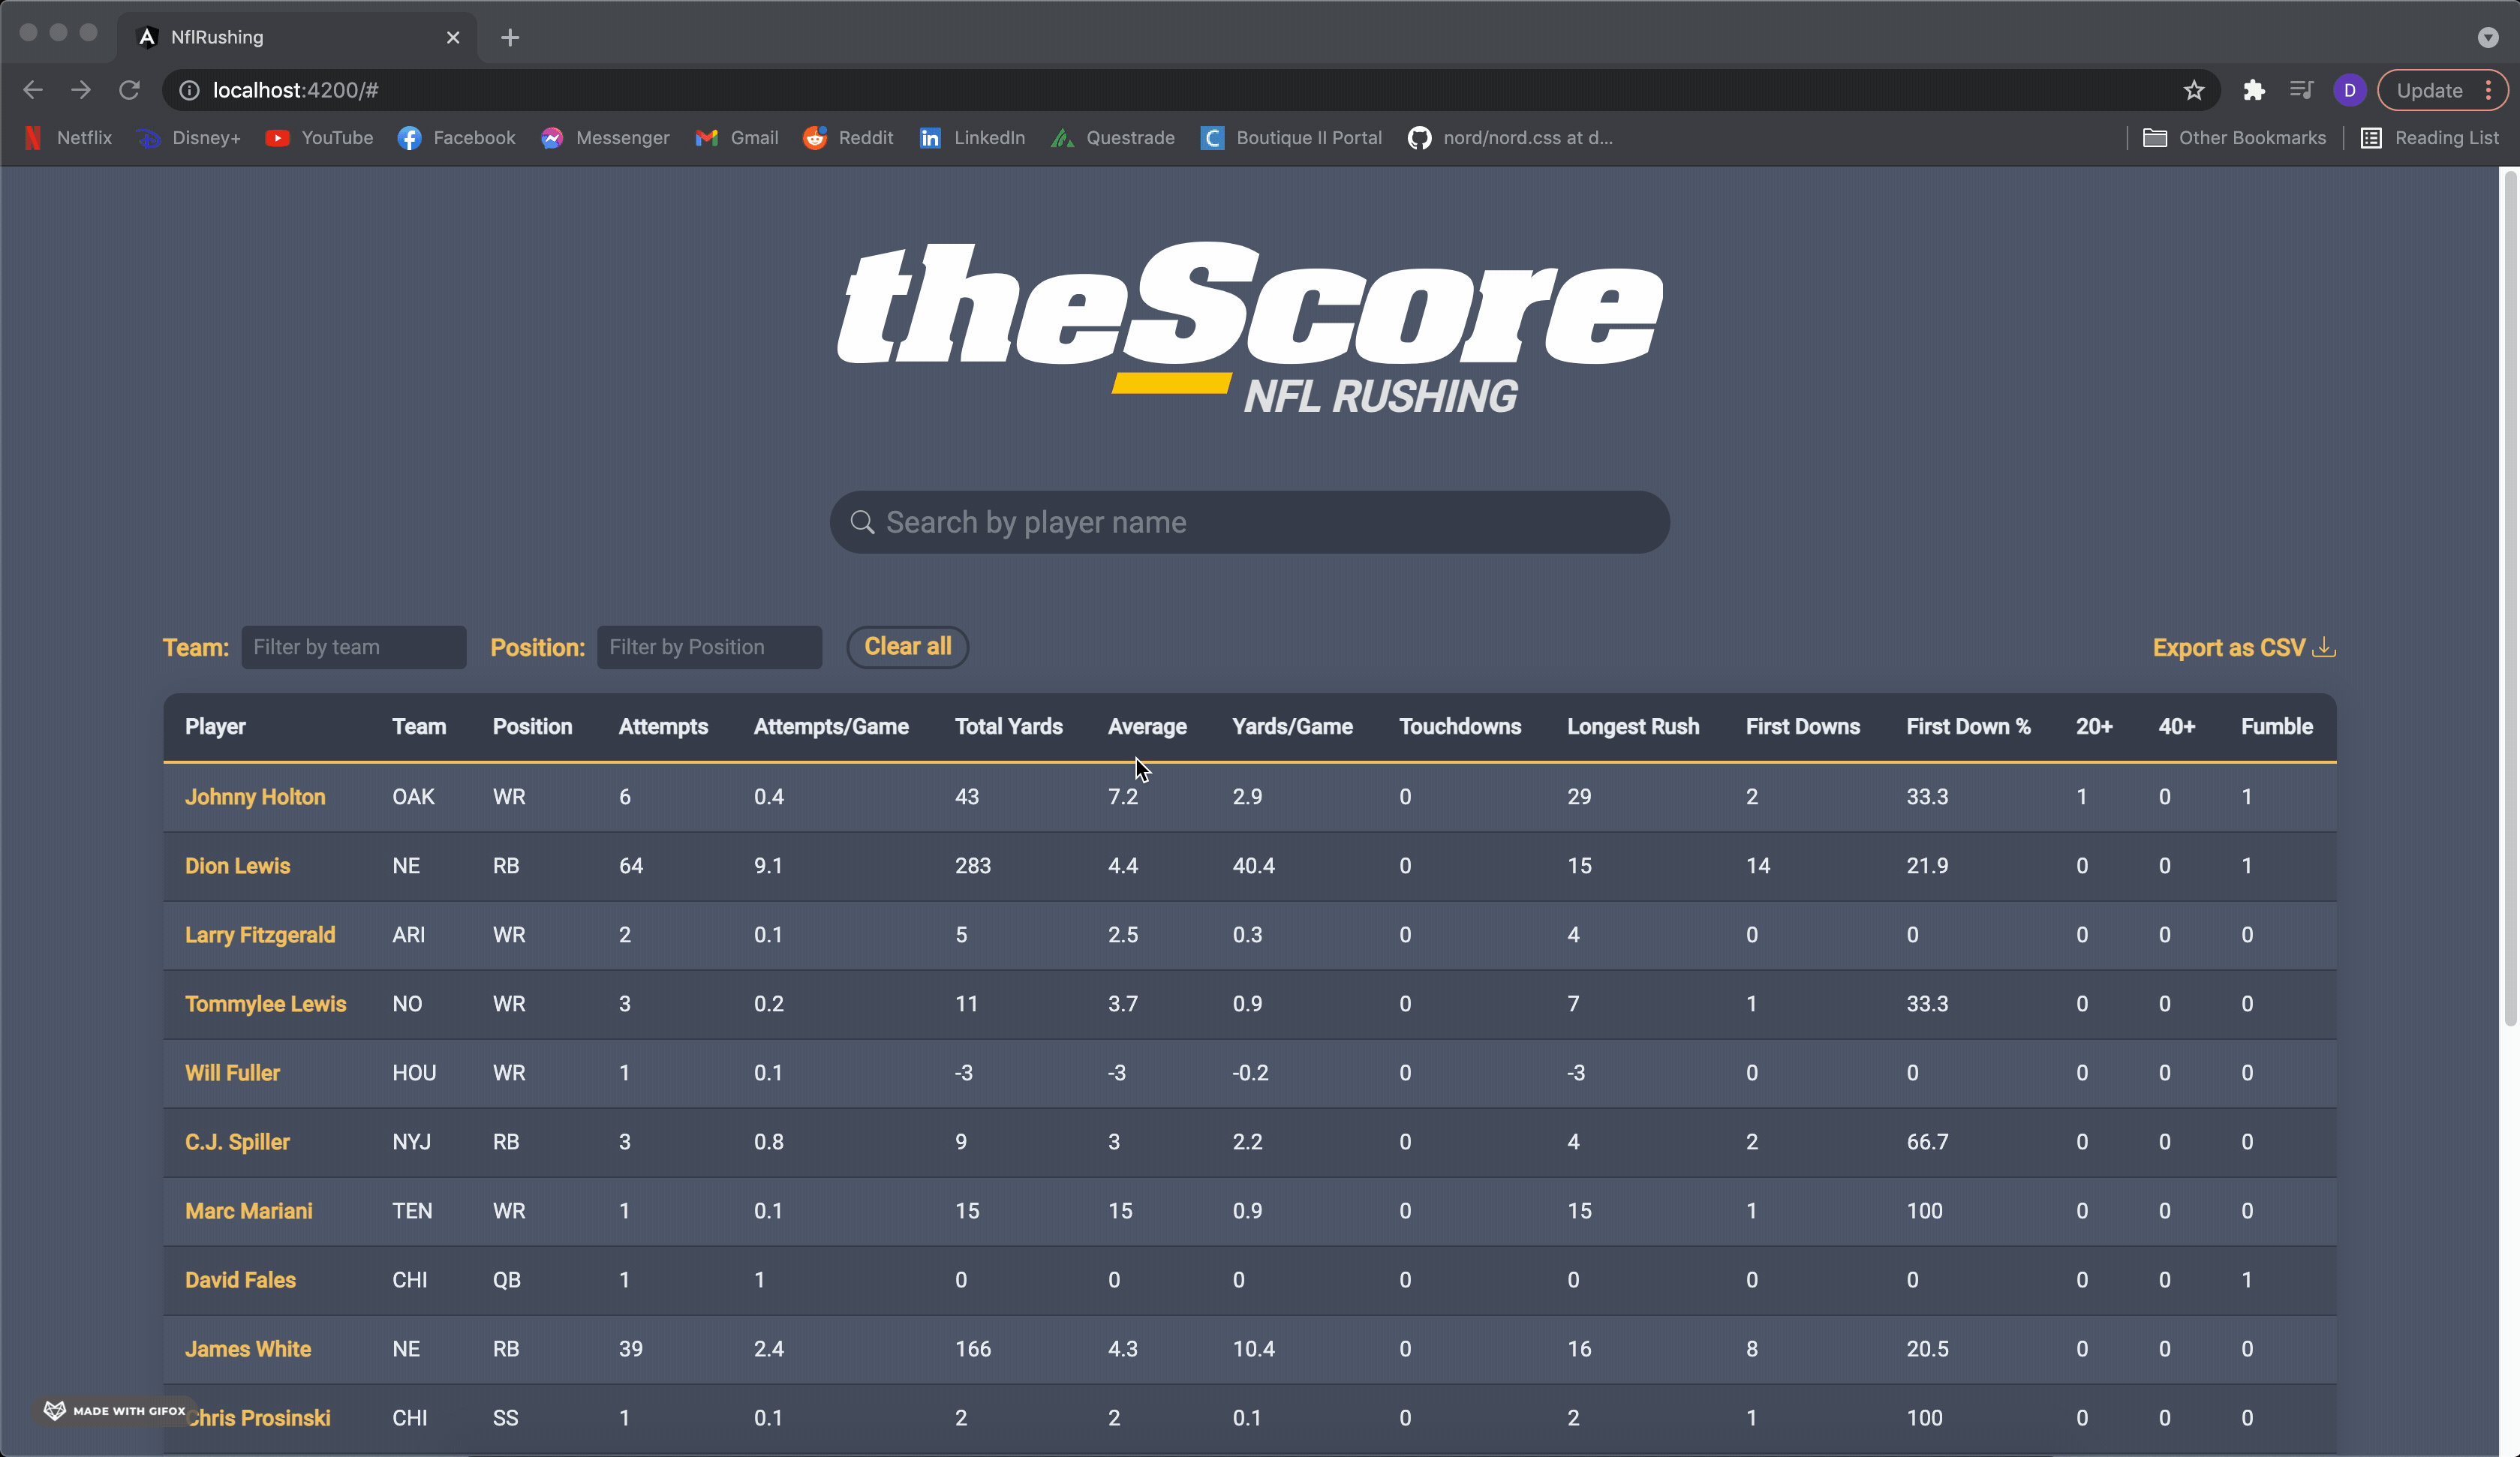 NflRushing
localhost:4200/#
D
Update
Netflix Disney+ YouTube Facebook Messenger Gmail Reddit LinkedIn Questrade Boutique II Portal nord/nord.css at d... Other Bookmarks Reading List
theScore
NFL RUSHING
Search by player name
Team: Filter by team Position: Filter by Position Clear all Export as CSV
Player Team Position Attempts Attempts/Game Total Yards Average Yards/Game Touchdowns Longest Rush First Downs First Down % 20+ 40+ Fumble
Johnny Holton OAK WR 6 0.4 43 7.2 2.9 0 29 2 33.3 1 0 1
Dion Lewis NE RB 64 9.1 283 4.4 40.4 0 15 14 21.9 0 0 1
Larry Fitzgerald ARI WR 2 0.1 5 2.5 0.3 0 4 0 0 0 0 0
Tommylee Lewis NO WR 3 0.2 11 3.7 0.9 0 7 1 33.3 0 0 0
Will Fuller HOU WR 1 0.1 -3 -3 -0.2 0 -3 0 0 0 0 0
C.J. Spiller NYJ RB 3 0.8 9 3 2.2 0 4 2 66.7 0 0 0
Marc Mariani TEN WR 1 0.1 15 15 0.9 0 15 1 100 0 0 0
David Fales CHI QB 1 1 0 0 0 0 0 0 0 0 0 1
James White NE RB 39 2.4 166 4.3 10.4 0 16 8 20.5 0 0 0
Chris Prosinski CHI SS 1 0.1 2 2 0.1 0 2 1 100 0 0 0
MADE WITH GIFOX